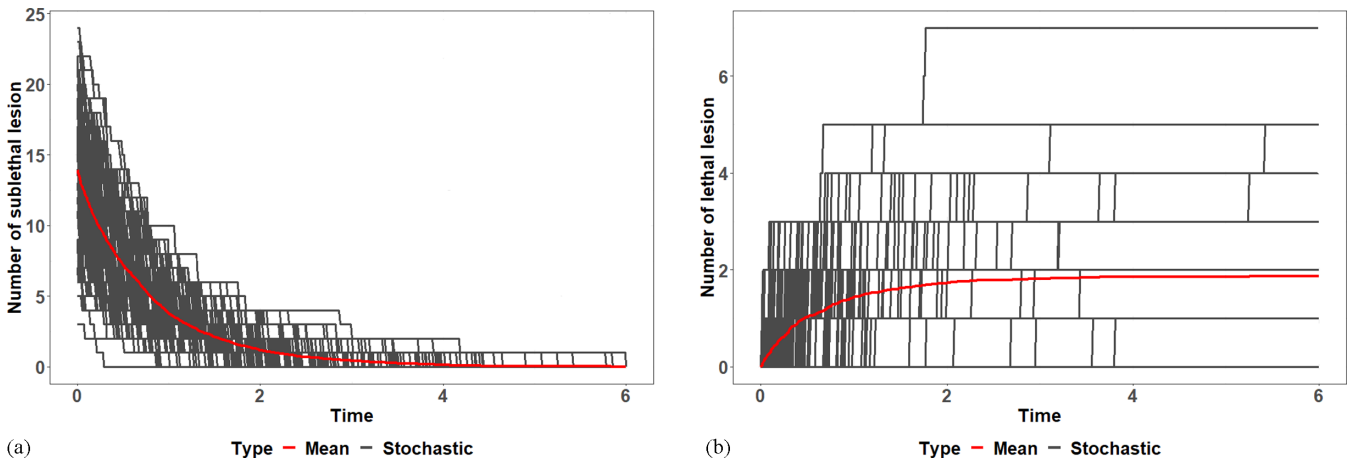 25
20
15
10
5
0
Number of sublethal lesion
0 2 4 6
Time
(a) Type Mean Stochastic
6
4
2
0
Number of lethal lesion
0 2 4 6
Time
(b) Type Mean Stochastic